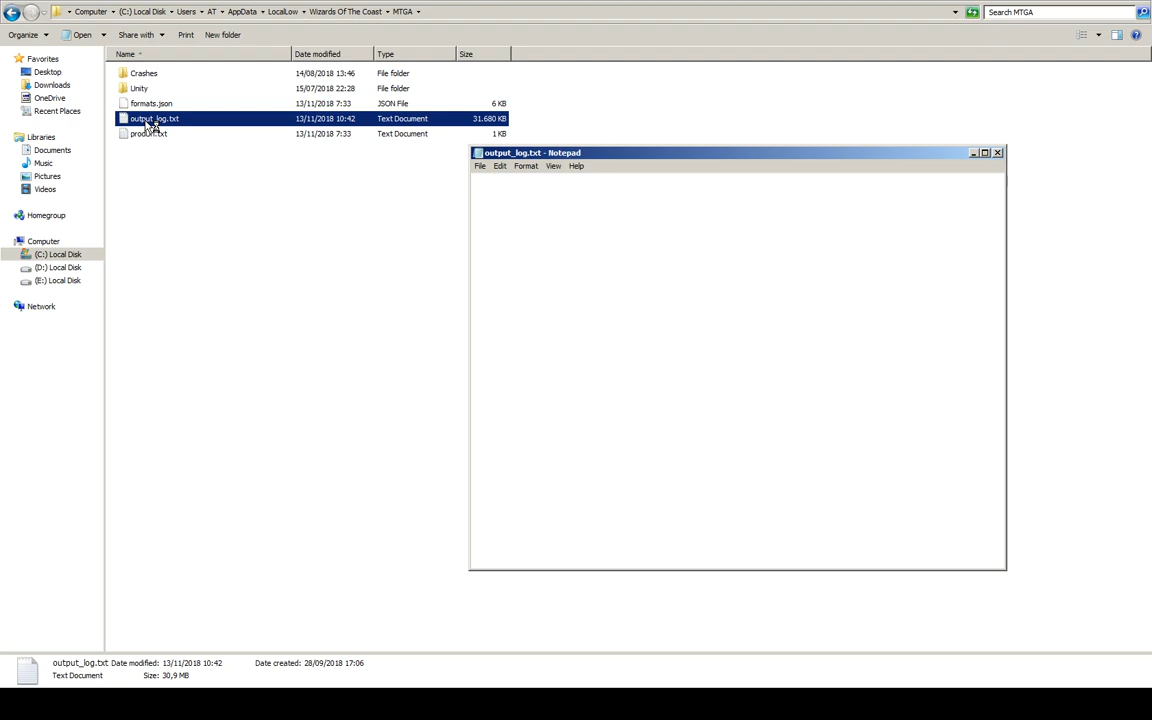 Computer (C:) Local Disk Users AT AppData LocalLow Wizards Of The Coast MTGA
Search MTGA
Organize Open Share with Print New folder
Name Date modified Type Size
Favorites
Desktop
Downloads
OneDrive
Recent Places
Libraries
Documents
Music
Pictures
Videos
Homegroup
Computer
(C:) Local Disk
(D:) Local Disk
(E:) Local Disk
Network
Crashes 14/08/2018 13:46 File folder
Unity 15/07/2018 22:28 File folder
formats.json 13/11/2018 7:33 JSON File 6 KB
output_log.txt 13/11/2018 10:42 Text Document 31.680 KB
13/11/2018 7:33 Text Document 1 KB
output_log.txt - Notepad
File Edit Format View Help
output_log.txt Date modified: 13/11/2018 10:42 Date created: 28/09/2018 17:06
Text Document Size: 30,9 MB